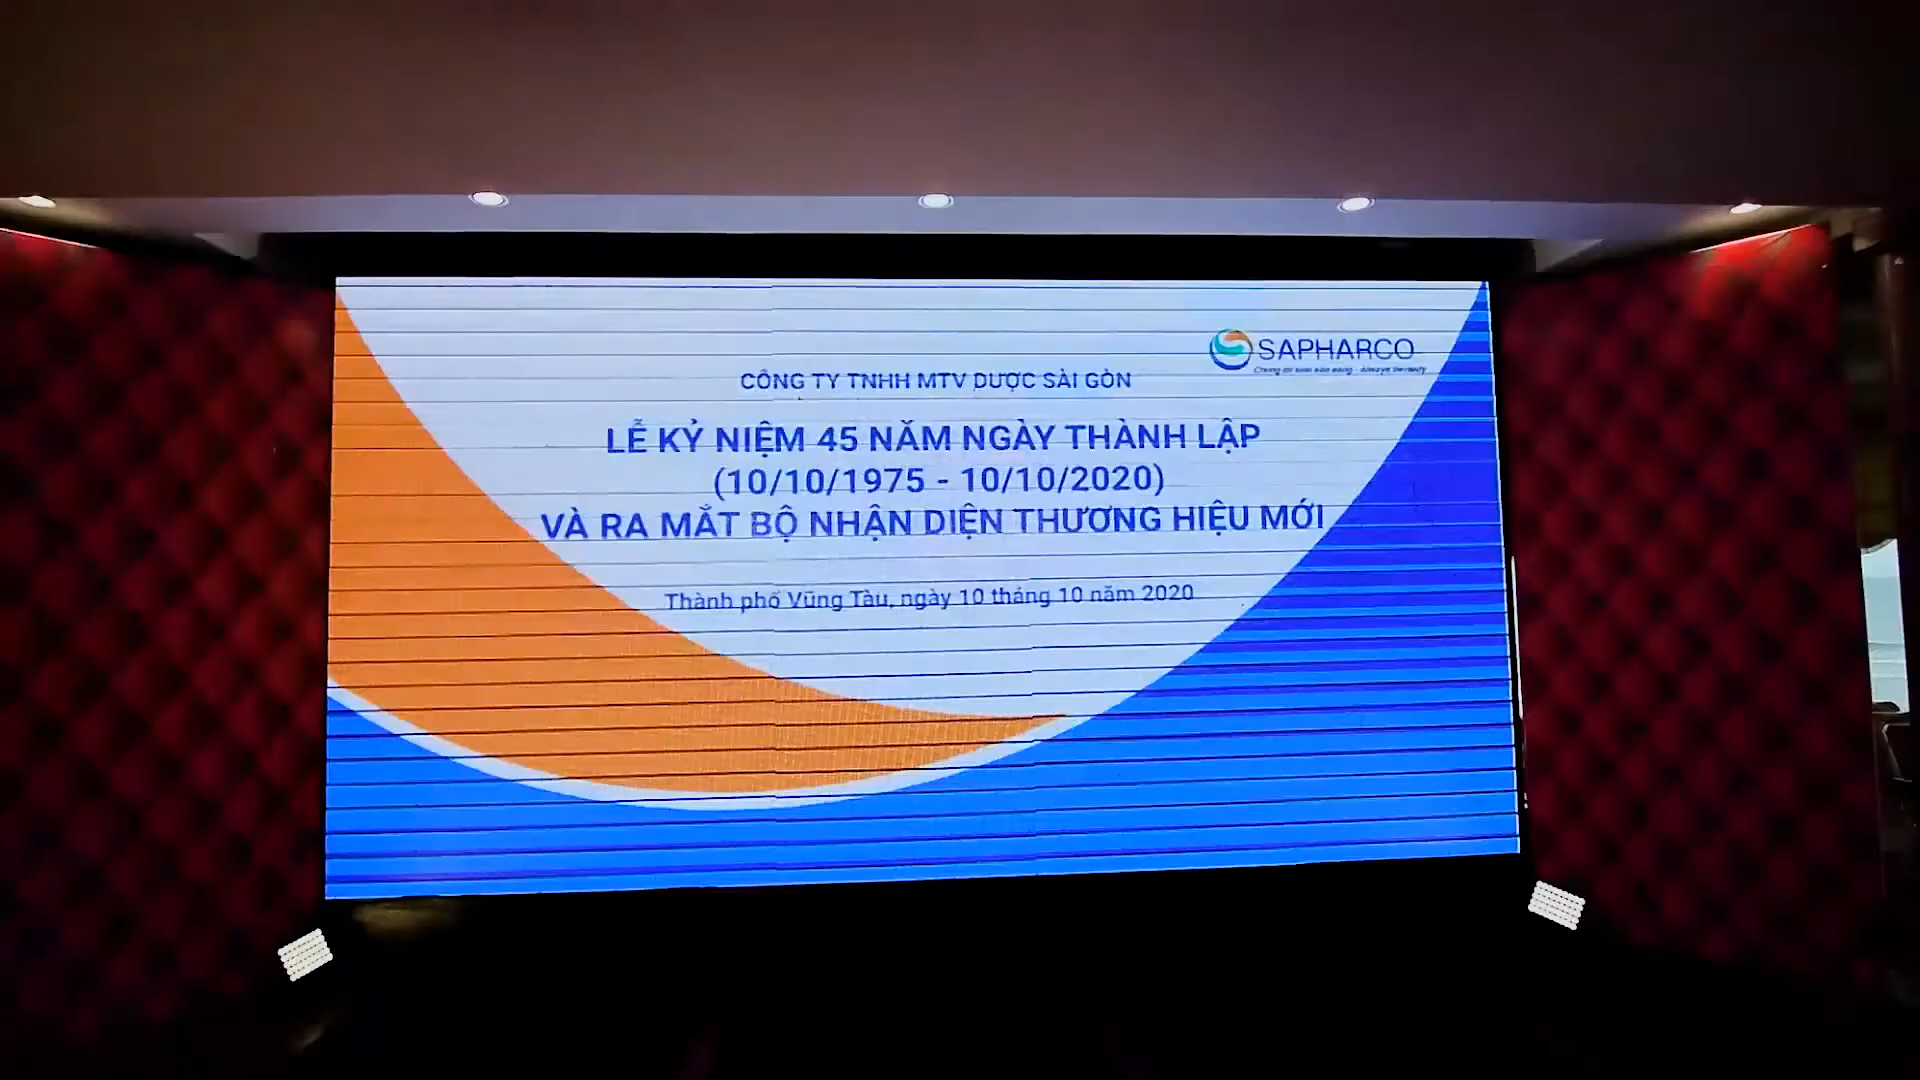 SAPHARCO
CÔNG TY TNHH MTV DƯỢC SÀI GÒN
LỄ KỶ NIỆM 45 NĂM NGÀY THÀNH LẬP
(10/10/1975 - 10/10/2020)
VÀ RA MẮT BỘ NHẬN DIỆN THƯƠNG HIỆU MỚI
Thành phố Vũng Tàu, ngày 10 tháng 10 năm 2020